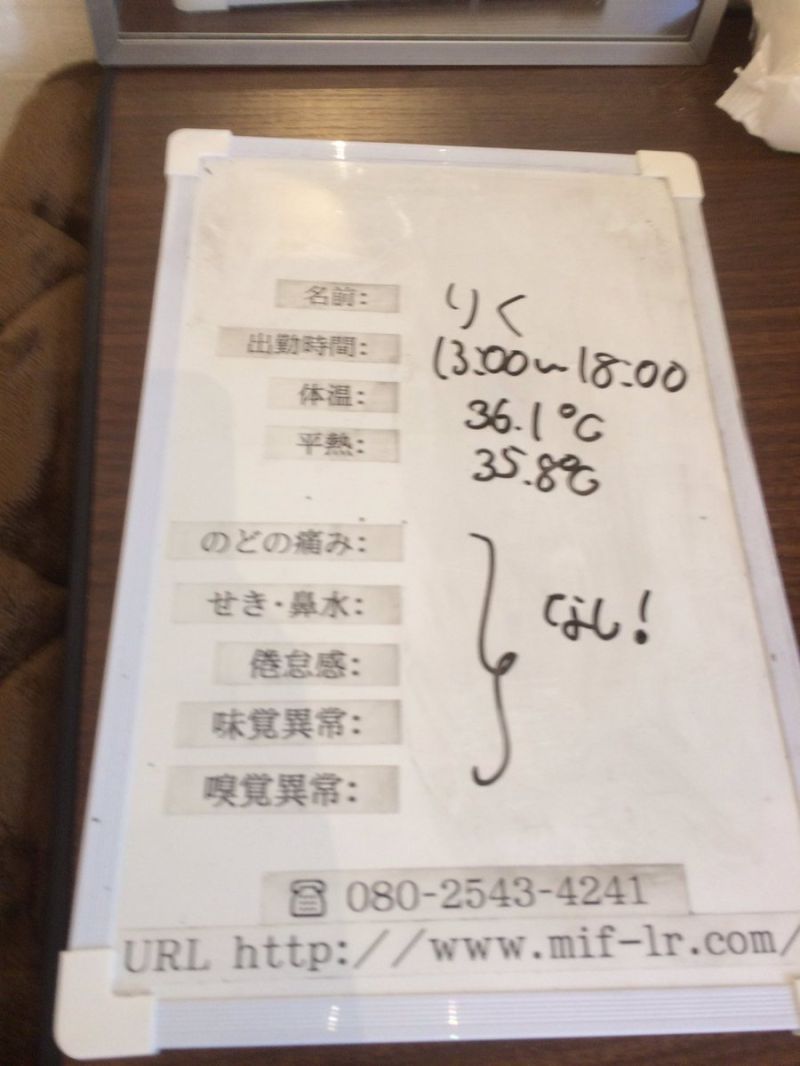 名前: りく
出勤時間: 13:00〜18:00
体温: 36.1℃
平熱: 35.8℃
のどの痛み:
せき・鼻水: なし!
倦怠感:
味覚異常:
嗅覚異常:
☎ 080-2543-4241
URL http://www.mif-lr.com/